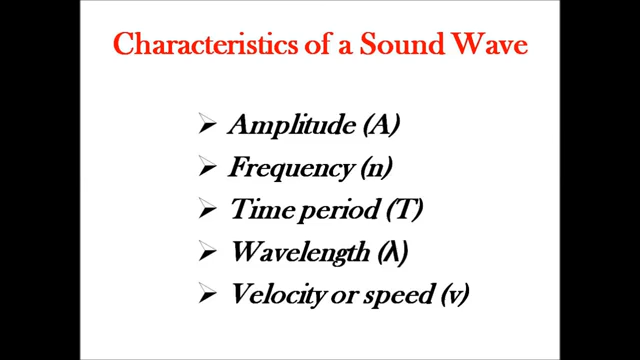 Characteristics of a Sound Wave
➢ Amplitude (A)
➢ Frequency (n)
➢ Time period (T)
➢ Wavelength (λ)
➢ Velocity or speed (v)